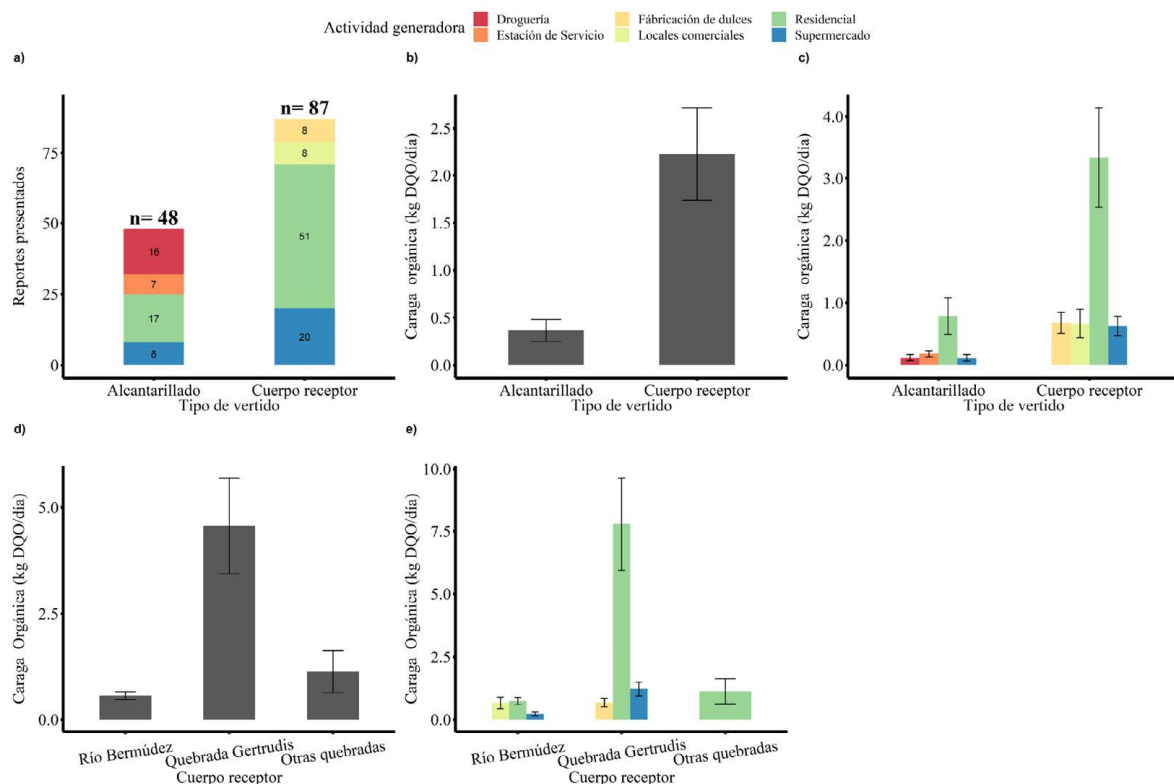 Actividad generadora
Droguería
Estación de Servicio
Fábricación de dulces
Locales comerciales
Residencial
Supermercado
a)
n= 48
n= 87
16
7
17
8
8
8
51
20
Reportes presentados
75
50
25
0
Alcantarillado
Cuerpo receptor
Tipo de vertido
b)
Caraga orgánica (kg DQO/día)
2.5
2.0
1.5
1.0
0.5
0.0
Alcantarillado
Cuerpo receptor
Tipo de vertido
c)
Caraga orgánica (kg DQO/día)
4.0
3.0
2.0
1.0
0.0
Alcantarillado
Cuerpo receptor
Tipo de vertido
d)
Caraga Orgánica (kg DQO/día)
5.0
2.5
0.0
Río Bermúdez
Quebrada Gertrudis
Otras quebradas
Cuerpo receptor
e)
Caraga Orgánica (kg DQO/día)
10.0
7.5
5.0
2.5
0.0
Río Bermúdez
Quebrada Gertrudis
Otras quebradas
Cuerpo receptor